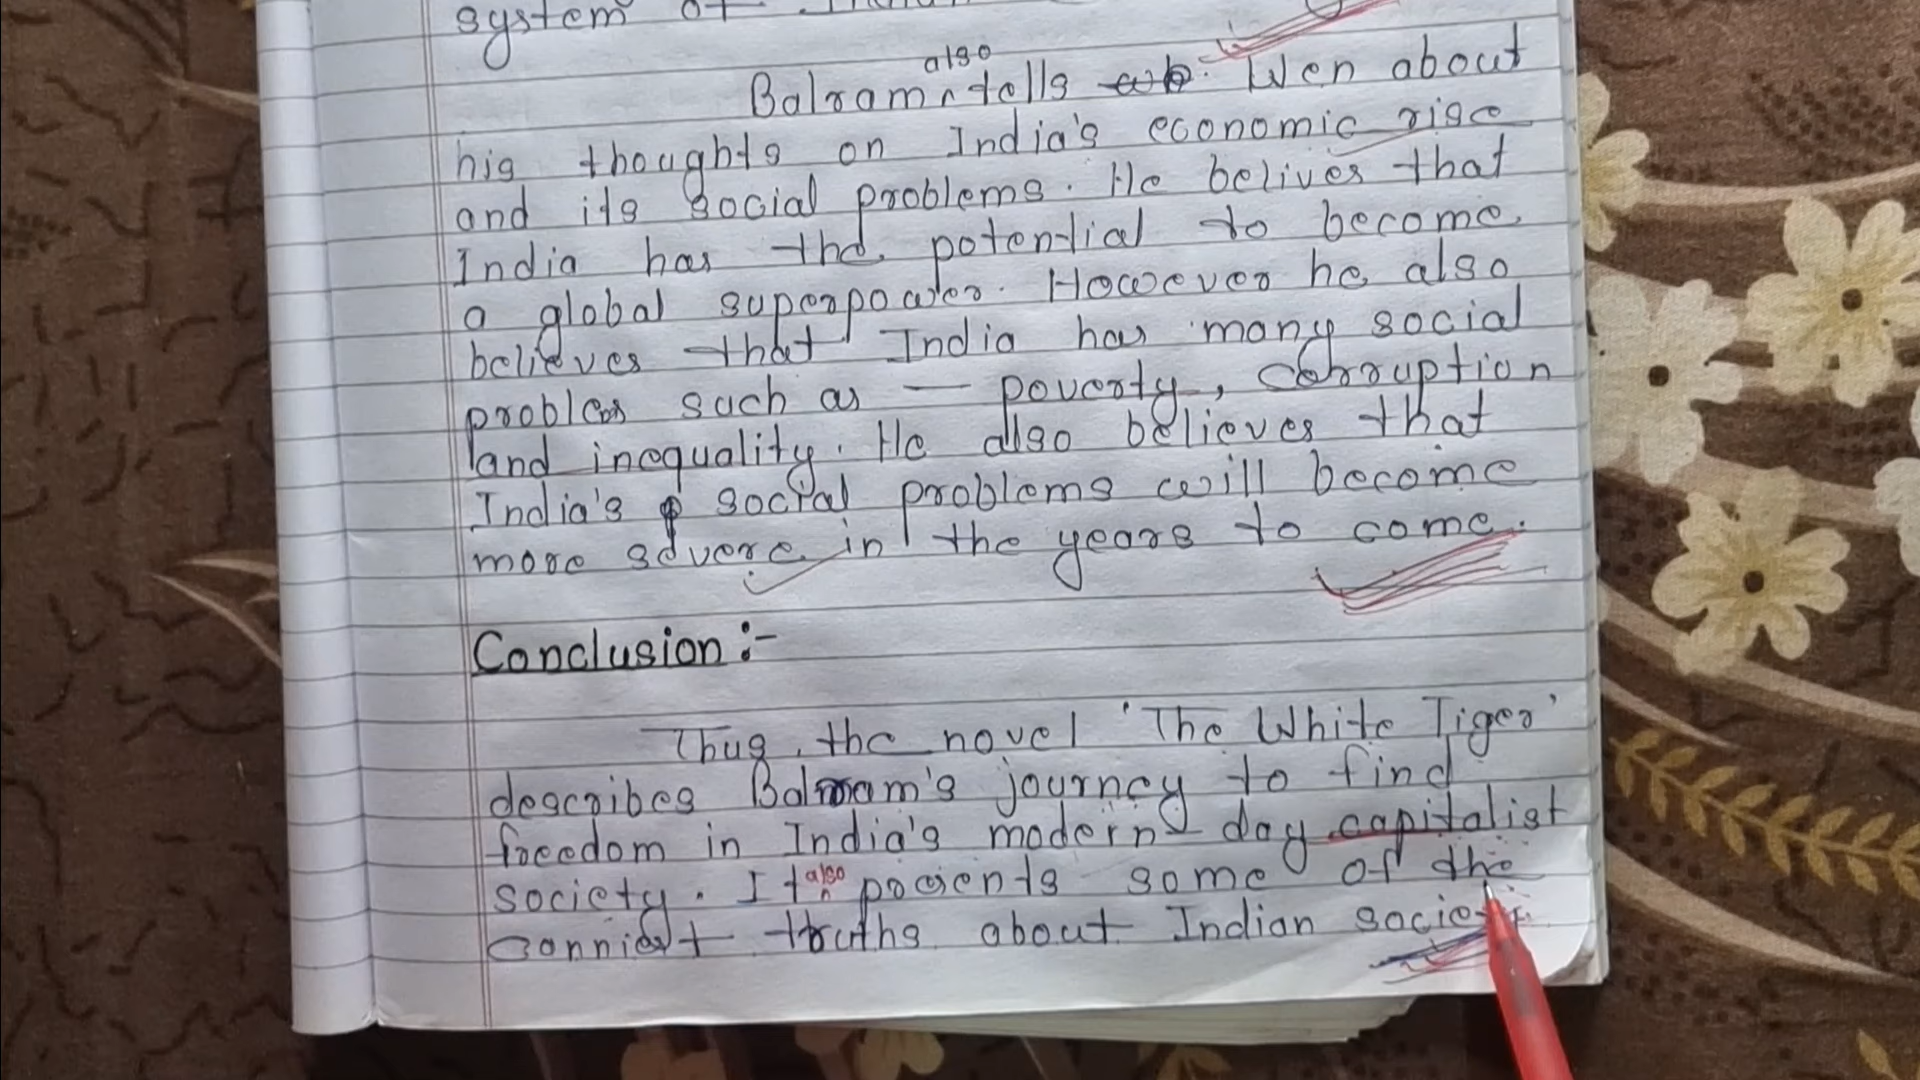 system of
also
Balram tells Wen about
his thoughts on India's economic rise
and its social problems. He belives that
India has the potential to become
a global superpower. However he also
believes that India has many social
problems such as — poverty, corruption
and inequality. He also believes that
India's social problems will become
more severe in the years to come.
Conclusion :-
Thus, the novel 'The White Tiger'
describes Balram's journey to find
freedom in India's modern day capitalist
society. It also presents some of the
truths about Indian society.